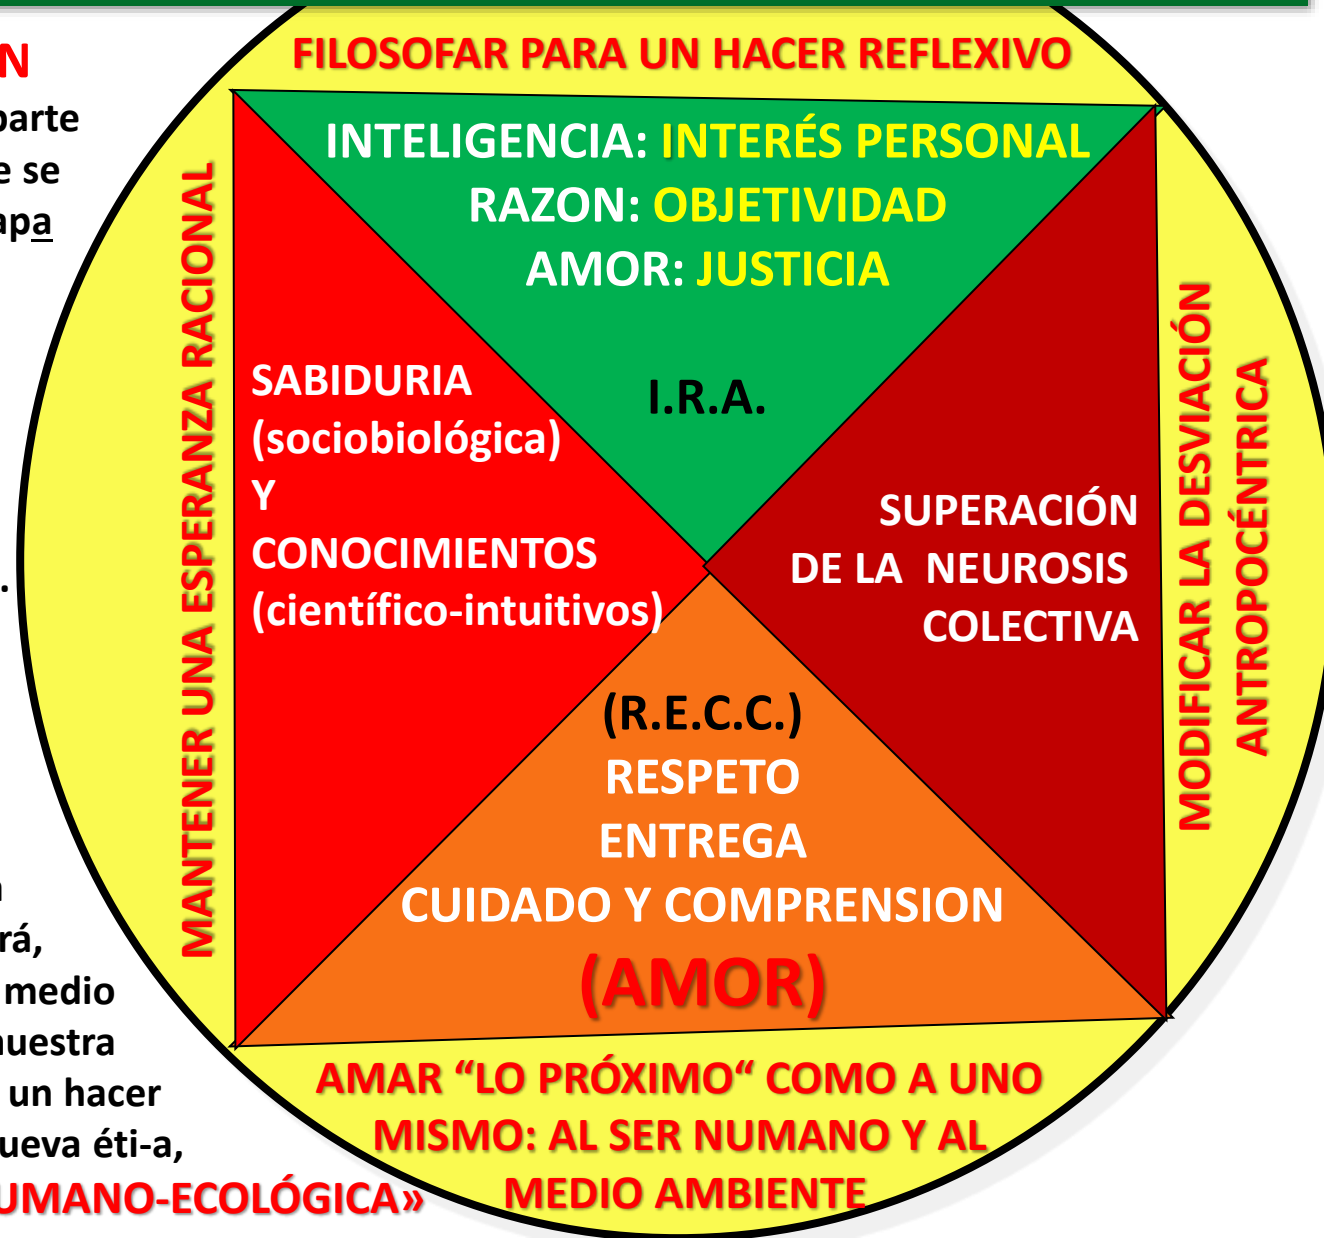 FILOSOFAR PARA UN HACER REFLEXIVO
N
parte
e se
apa
.
rá,
medio
nuestra
un hacer
ueva éti-a,
UMANO-ECOLÓGICA»
MANTENER UNA ESPERANZA RACIONAL
INTELIGENCIA: INTERÉS PERSONAL
RAZON: OBJETIVIDAD
AMOR: JUSTICIA
I.R.A.
SABIDURIA
(sociobiológica)
Y
CONOCIMIENTOS
(científico-intuitivos)
SUPERACIÓN
DE LA NEUROSIS
COLECTIVA
(R.E.C.C.)
RESPETO
ENTREGA
CUIDADO Y COMPRENSION
(AMOR)
MODIFICAR LA DESVIACIÓN
ANTROPOCÉNTRICA
AMAR “LO PRÓXIMO“ COMO A UNO
MISMO: AL SER NUMANO Y AL
MEDIO AMBIENTE